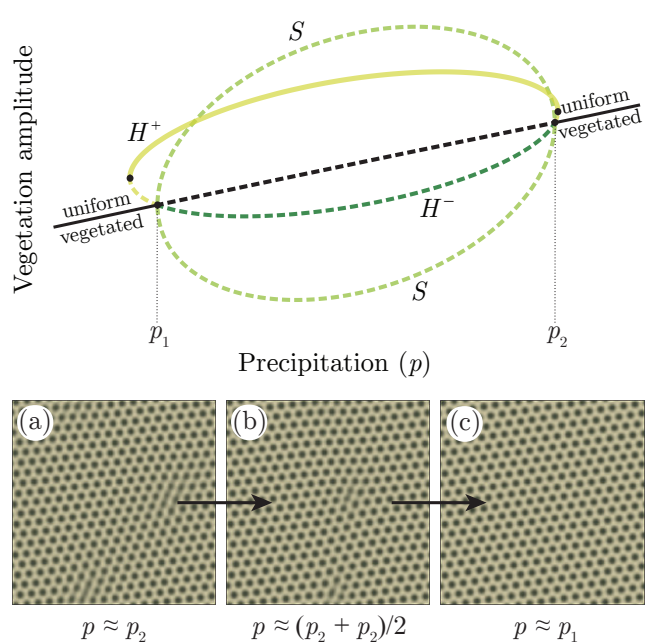 S
H+
uniform
vegetated
Vegetation amplitude
uniform
vegetated
H−
S
p1
p2
Precipitation (p)
(a)
(b)
(c)
p ≈ p2
p ≈ (p2 + p2)/2
p ≈ p1